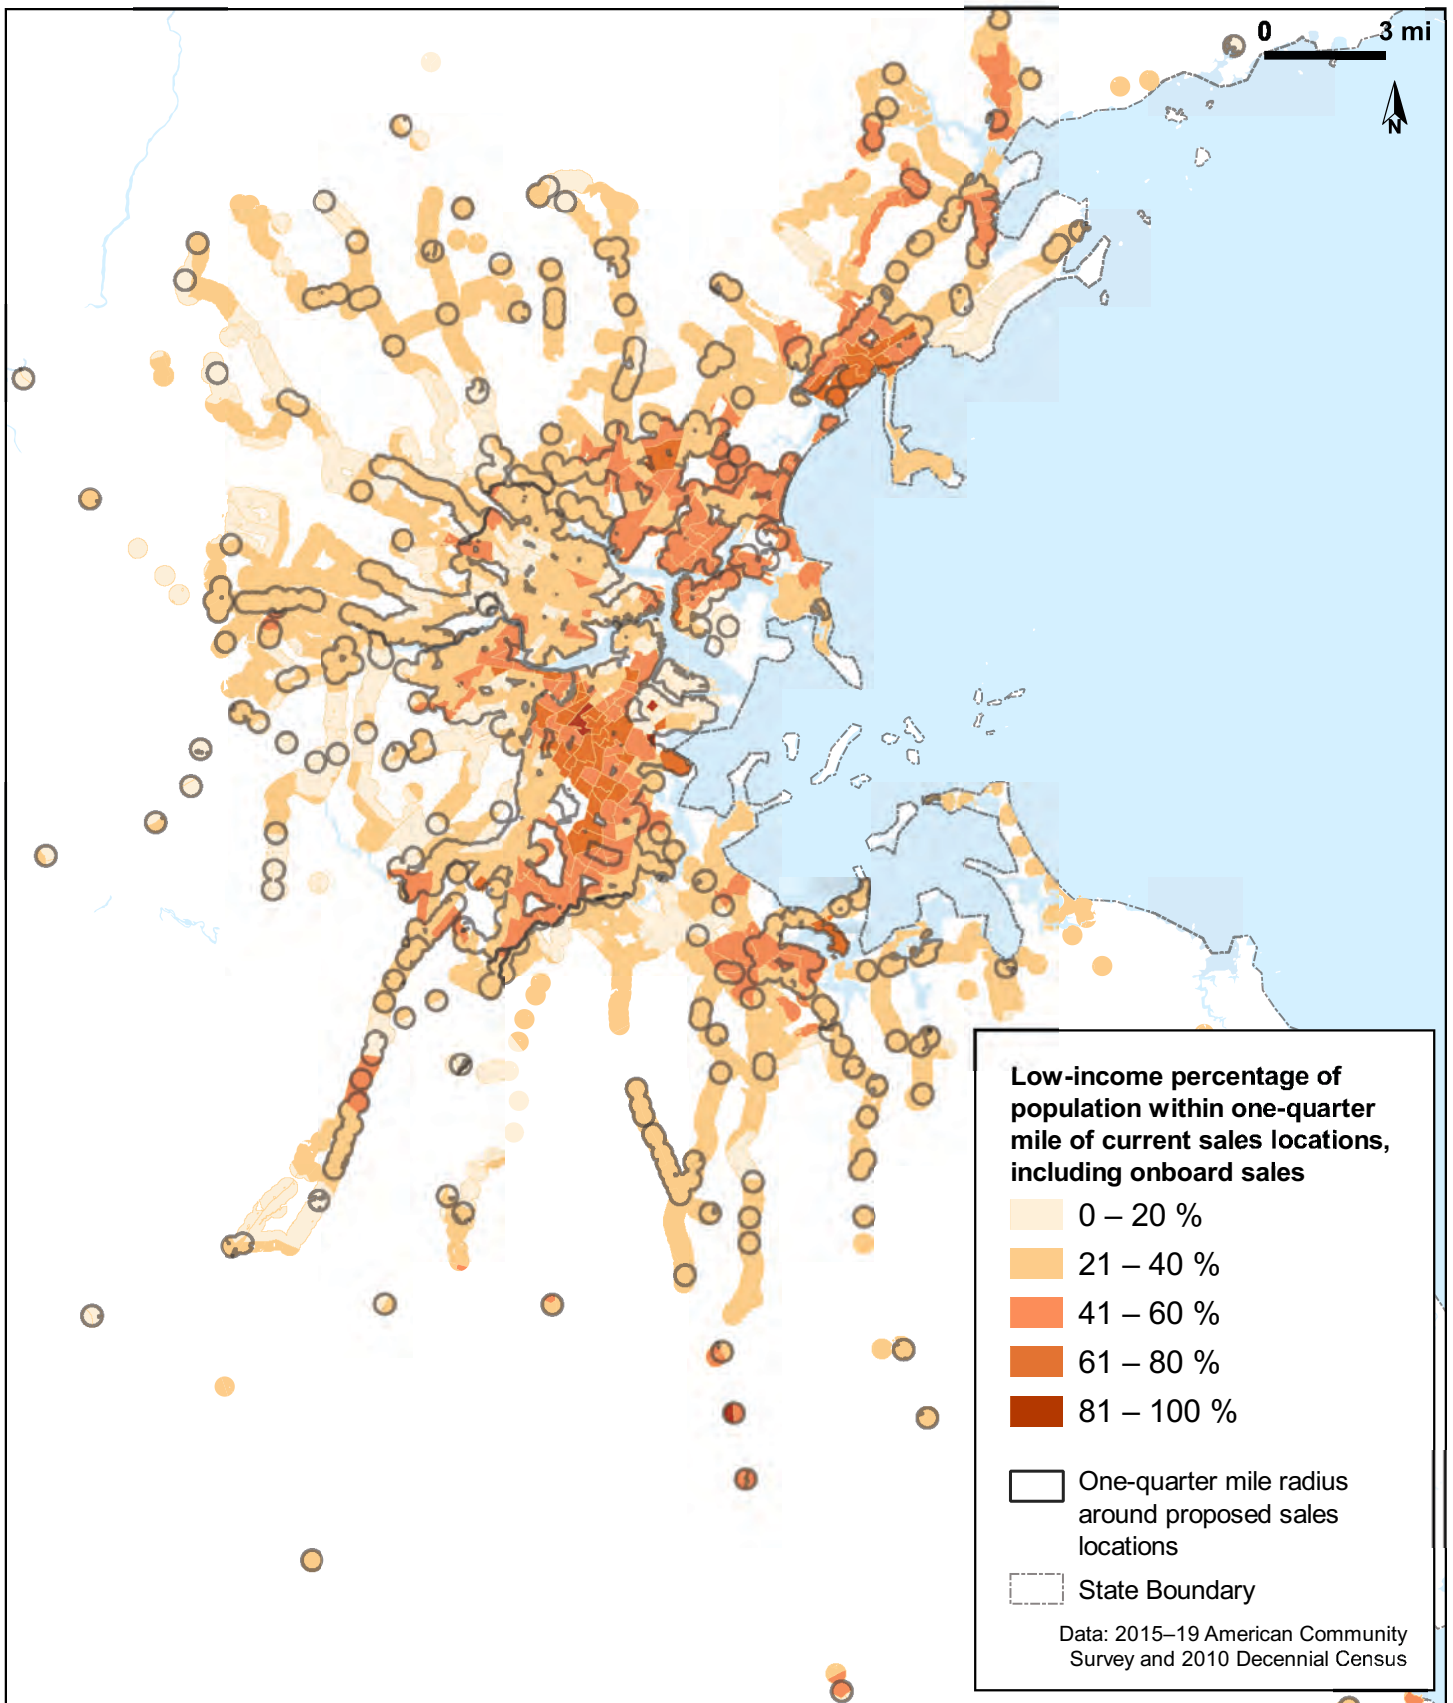 0 3 mi
N
Low-income percentage of
population within one-quarter
mile of current sales locations,
including onboard sales
0 – 20 %
21 – 40 %
41 – 60 %
61 – 80 %
81 – 100 %
One-quarter mile radius
around proposed sales
locations
State Boundary
Data: 2015–19 American Community
Survey and 2010 Decennial Census